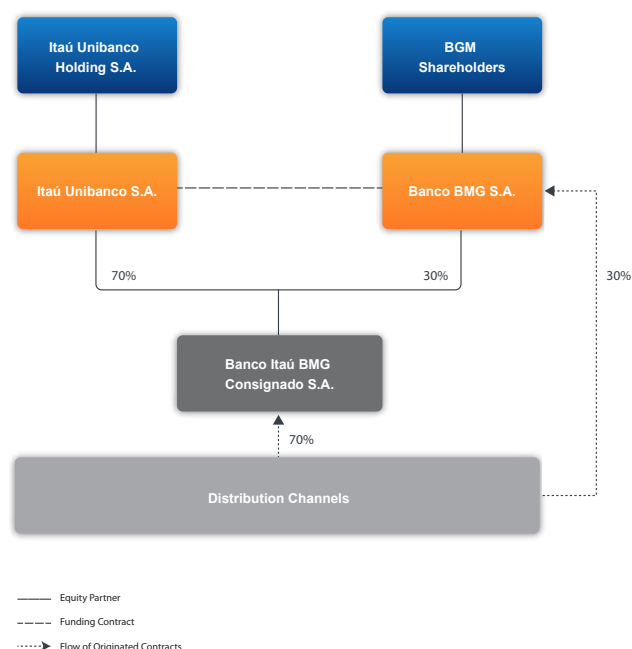 Itaú Unibanco
Holding S.A.
BGM
Shareholders
Itaú Unibanco S.A.
Banco BMG S.A.
70%
30%
30%
Banco Itaú BMG
Consignado S.A.
70%
Distribution Channels
Equity Partner
Funding Contract
Flow of Originated Contracts